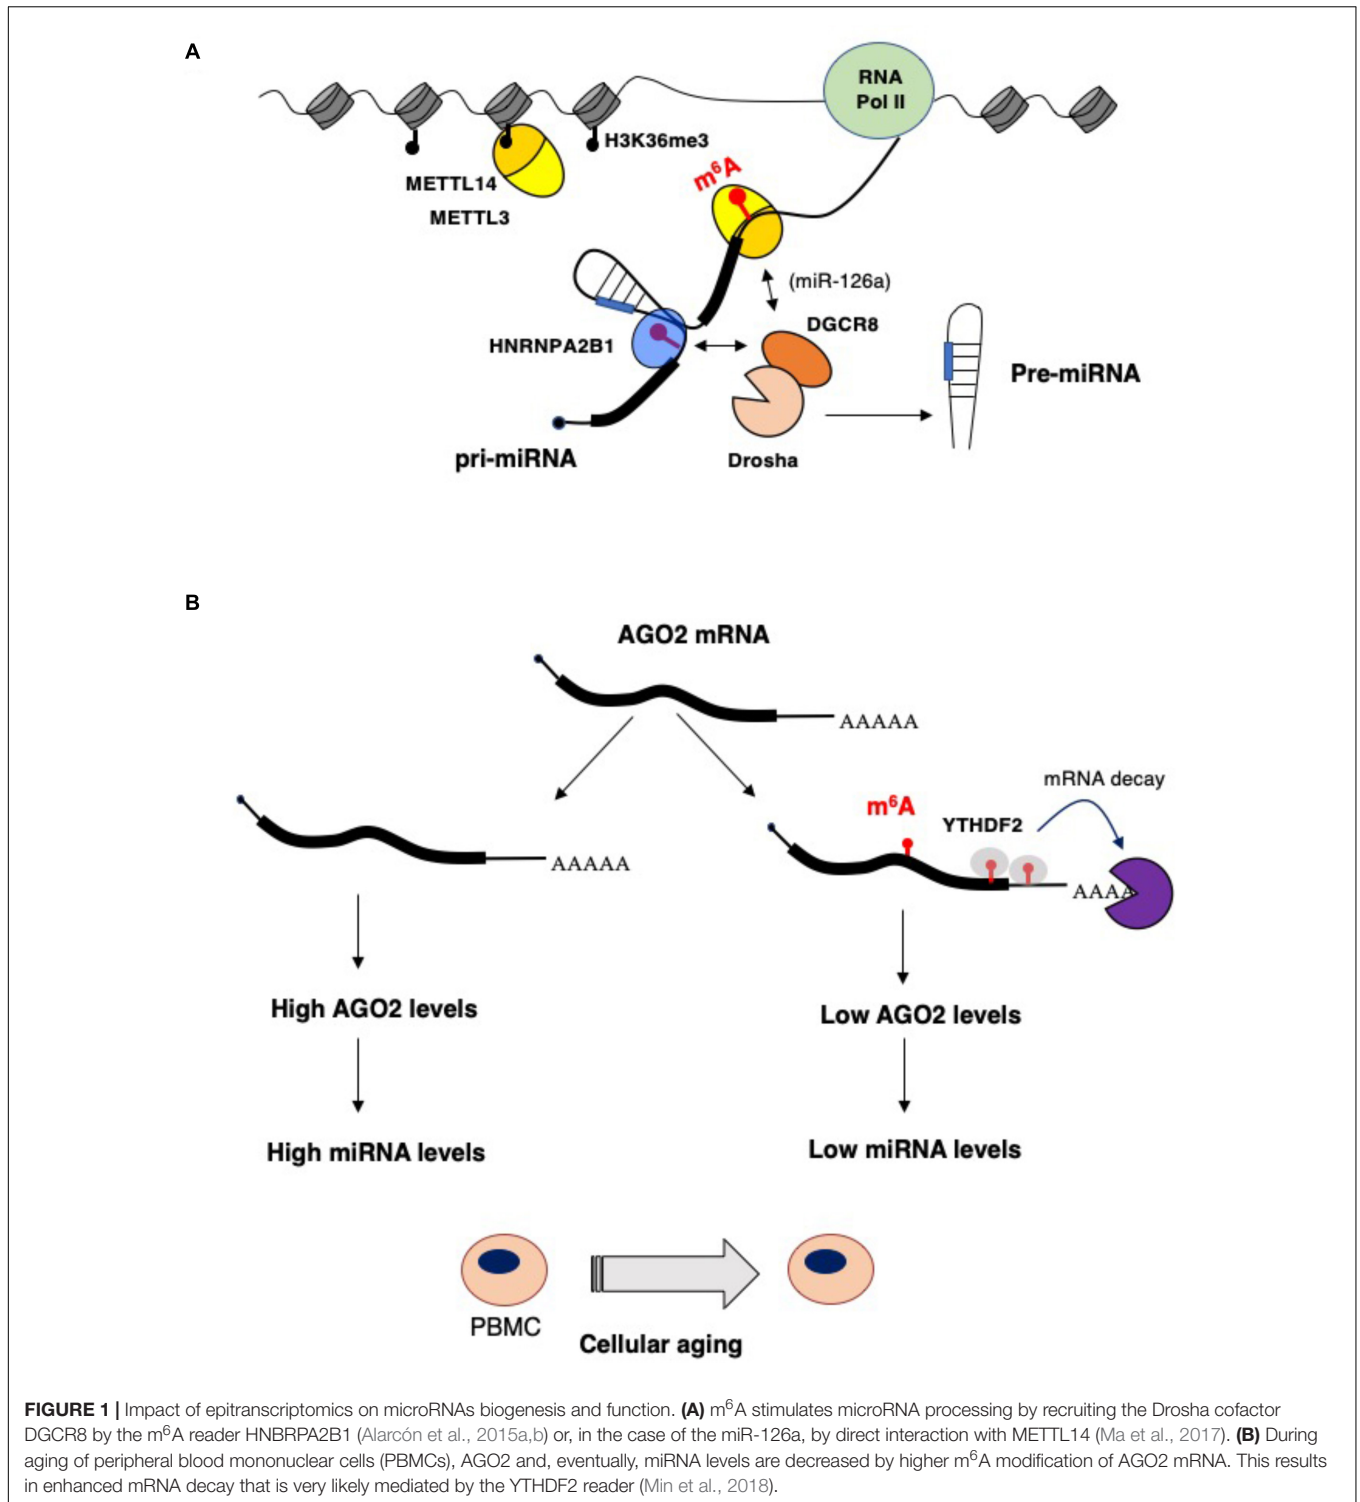 A
RNA
Pol II
H3K36me3
METTL14
METTL3
m⁶A
(miR-126a)
DGCR8
HNRNPA2B1
Pre-miRNA
pri-miRNA
Drosha
B
AGO2 mRNA
AAAAA
mRNA decay
m⁶A
YTHDF2
AAAAA
AAAA
High AGO2 levels
Low AGO2 levels
High miRNA levels
Low miRNA levels
PBMC
Cellular aging
FIGURE 1 | Impact of epitranscriptomics on microRNAs biogenesis and function. (A) m⁶A stimulates microRNA processing by recruiting the Drosha cofactor
DGCR8 by the m⁶A reader HNBRPA2B1 (Alarcón et al., 2015a,b) or, in the case of the miR-126a, by direct interaction with METTL14 (Ma et al., 2017). (B) During
aging of peripheral blood mononuclear cells (PBMCs), AGO2 and, eventually, miRNA levels are decreased by higher m⁶A modification of AGO2 mRNA. This results
in enhanced mRNA decay that is very likely mediated by the YTHDF2 reader (Min et al., 2018).